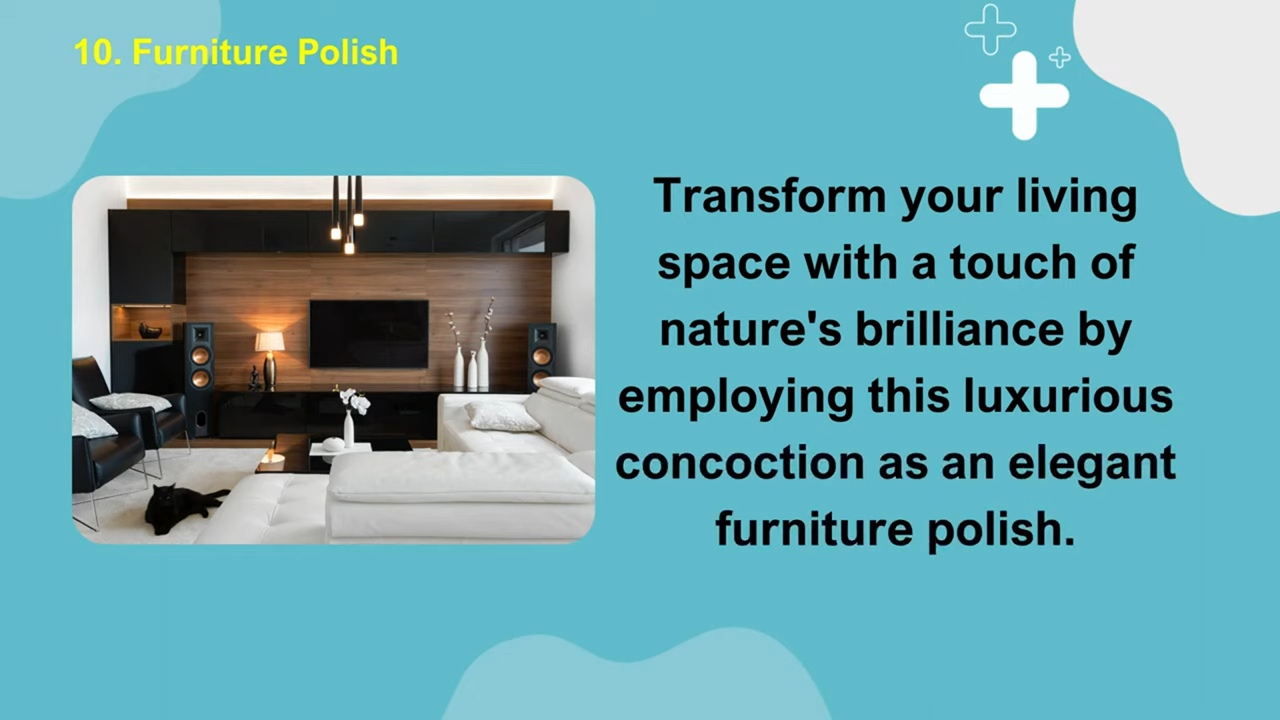 10. Furniture Polish
Transform your living
space with a touch of
nature's brilliance by
employing this luxurious
concoction as an elegant
furniture polish.